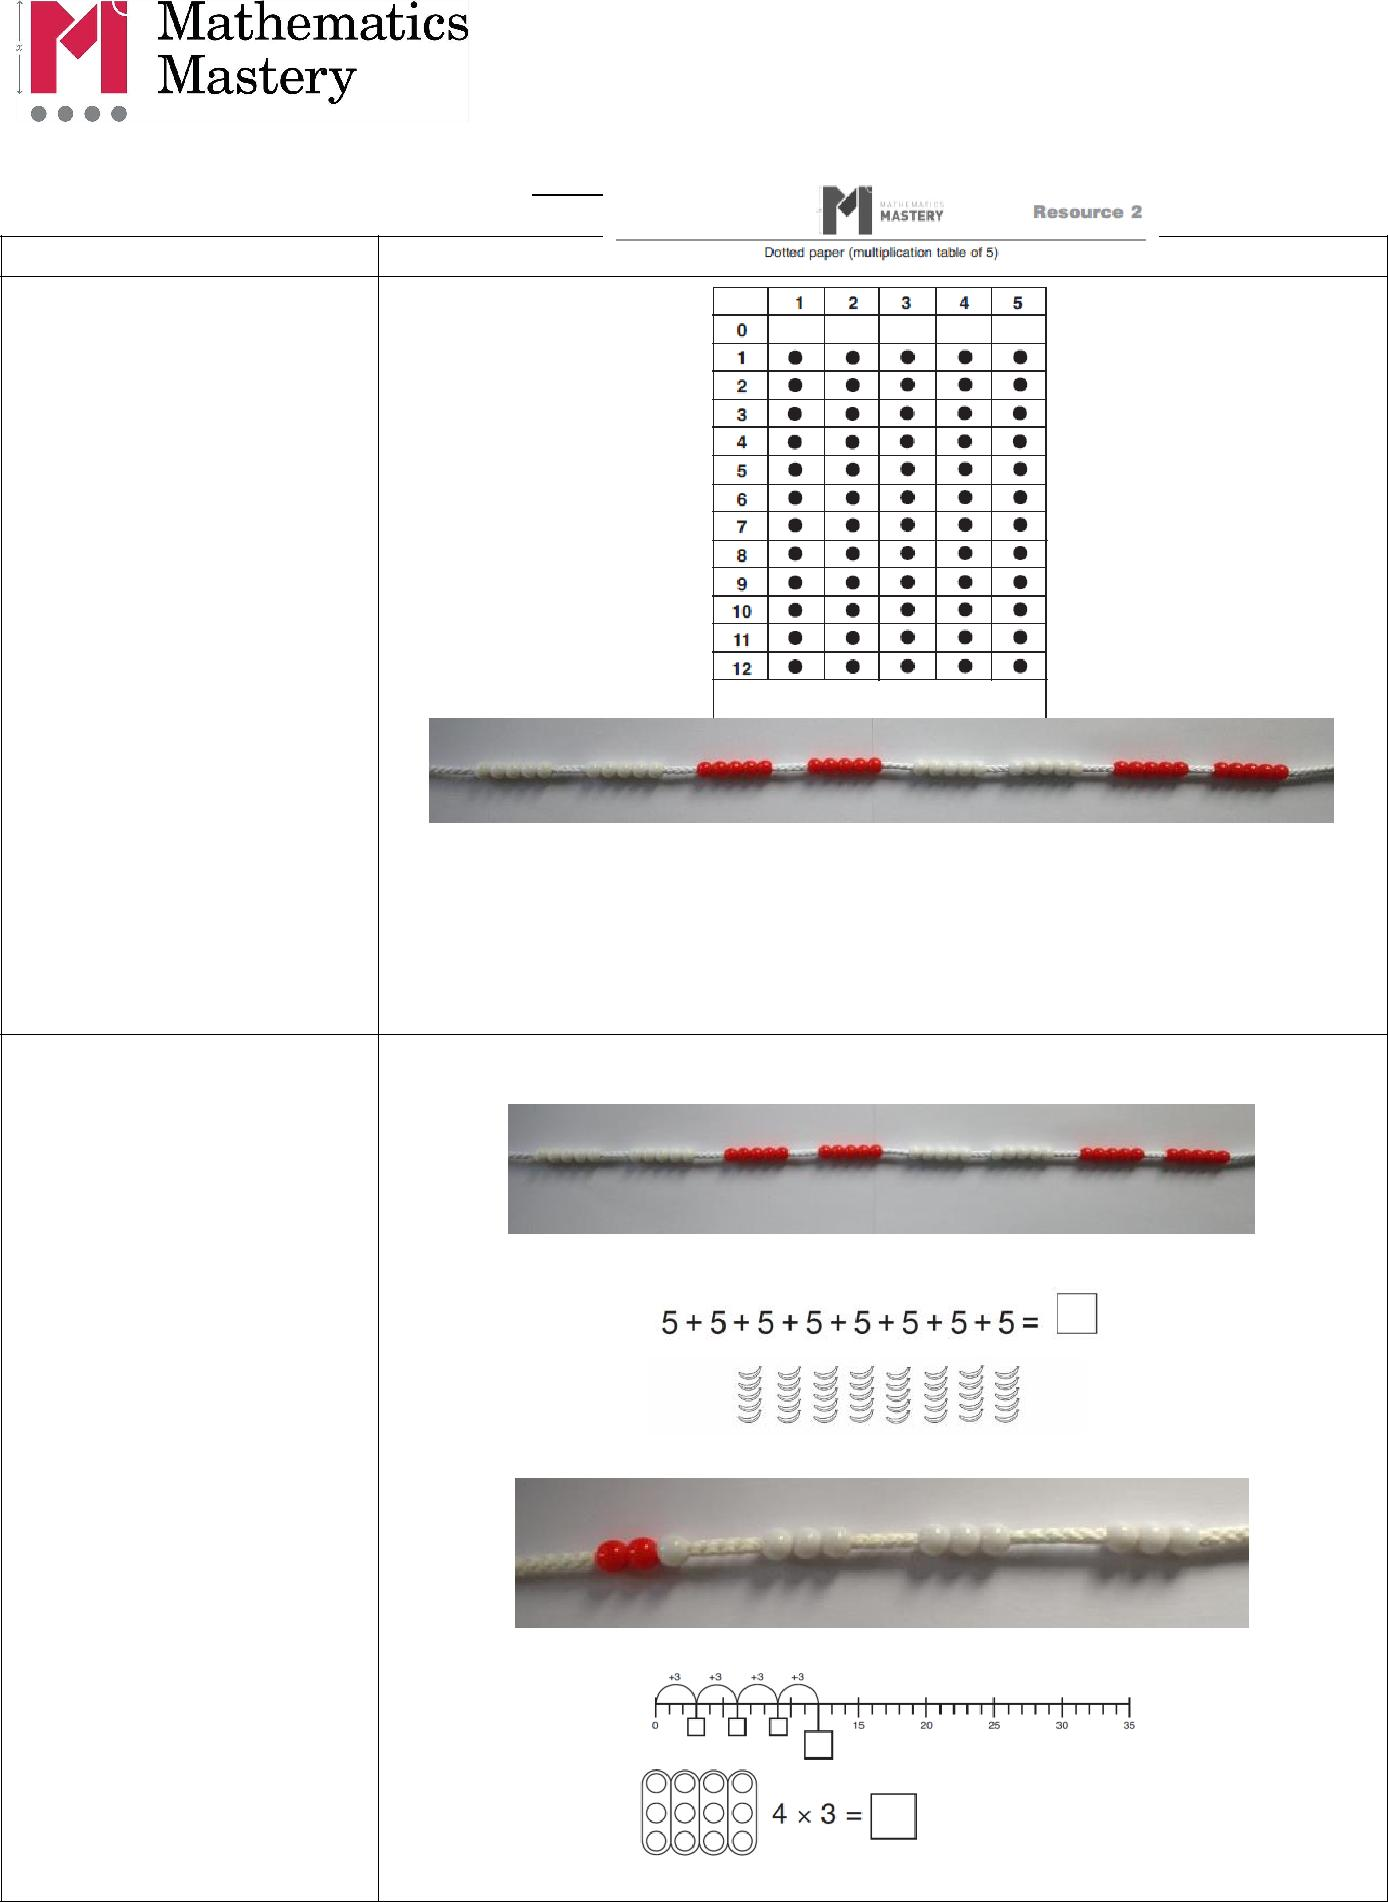 Mathematics
Mastery
MATHEMATICS
MASTERY
Resource 2
Dotted paper (multiplication table of 5)
1 2 3 4 5
0
1
2
3
4
5
6
7
8
9
10
11
12
5 + 5 + 5 + 5 + 5 + 5 + 5 + 5 =
+3 +3 +3 +3
0 15 20 25 30 35
4 × 3 =